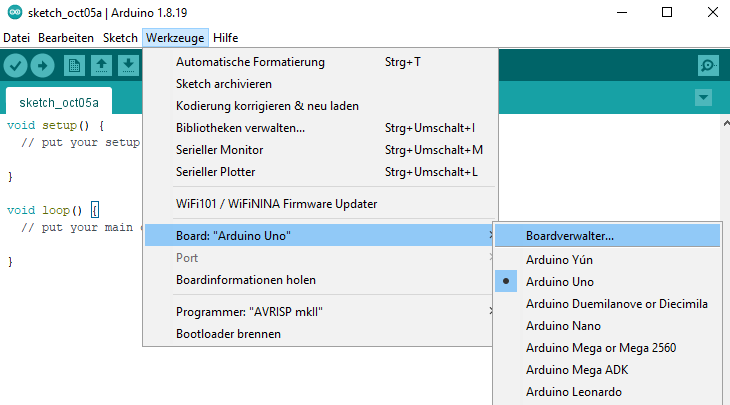 sketch_oct05a | Arduino 1.8.19
Datei Bearbeiten Sketch Werkzeuge Hilfe
sketch_oct05a
void setup() {
// put your setup
}
void loop() {
// put your main
}
Automatische Formatierung Strg+T
Sketch archivieren
Kodierung korrigieren & neu laden
Bibliotheken verwalten... Strg+Umschalt+I
Serieller Monitor Strg+Umschalt+M
Serieller Plotter Strg+Umschalt+L
WiFi101 / WiFiNINA Firmware Updater
Board: "Arduino Uno"
Port
Boardinformationen holen
Programmer: "AVRISP mkII"
Bootloader brennen
Boardverwalter...
Arduino Yún
Arduino Uno
Arduino Duemilanove or Diecimila
Arduino Nano
Arduino Mega or Mega 2560
Arduino Mega ADK
Arduino Leonardo